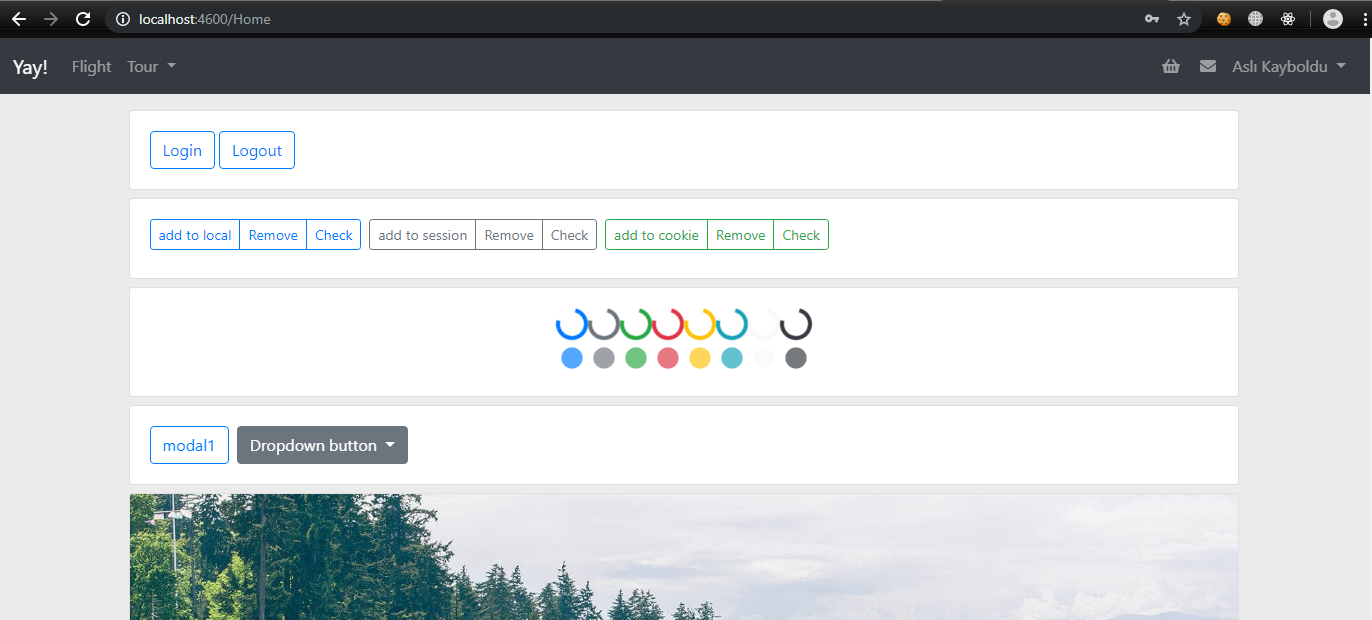 localhost:4600/Home
Yay! Flight Tour Aslı Kayboldu
Login Logout
add to local Remove Check add to session Remove Check add to cookie Remove Check
modal1 Dropdown button